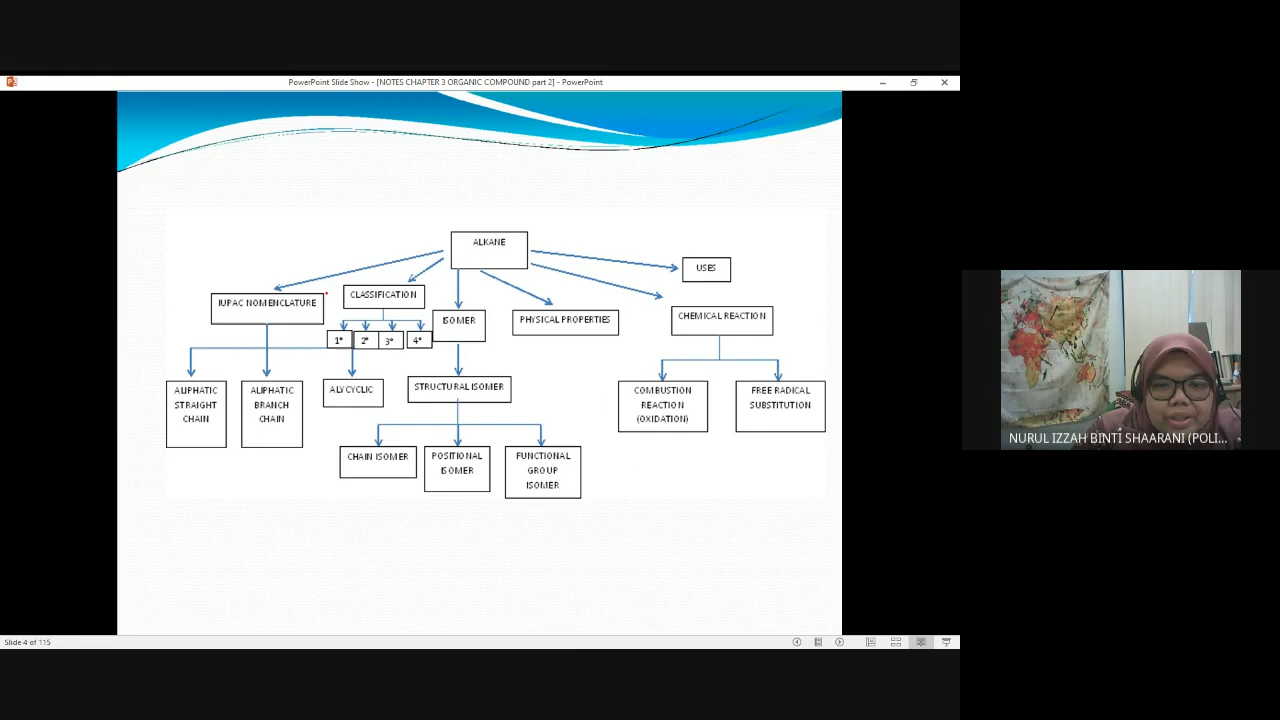 PowerPoint Slide Show - [NOTES CHAPTER 3 ORGANIC COMPOUND part 2] - PowerPoint
ALKANE
USES
IUPAC NOMENCLATURE
CLASSIFICATION
ISOMER
PHYSICAL PROPERTIES
CHEMICAL REACTION
1° 2° 3° 4°
ALIPHATIC
STRAIGHT
CHAIN
ALIPHATIC
BRANCH
CHAIN
ALYCYCLIC
STRUCTURAL ISOMER
COMBUSTION
REACTION
(OXIDATION)
FREE RADICAL
SUBSTITUTION
CHAIN ISOMER
POSITIONAL
ISOMER
FUNCTIONAL
GROUP
ISOMER
NURUL IZZAH BINTI SHAARANI (POLI...
Slide 4 of 115